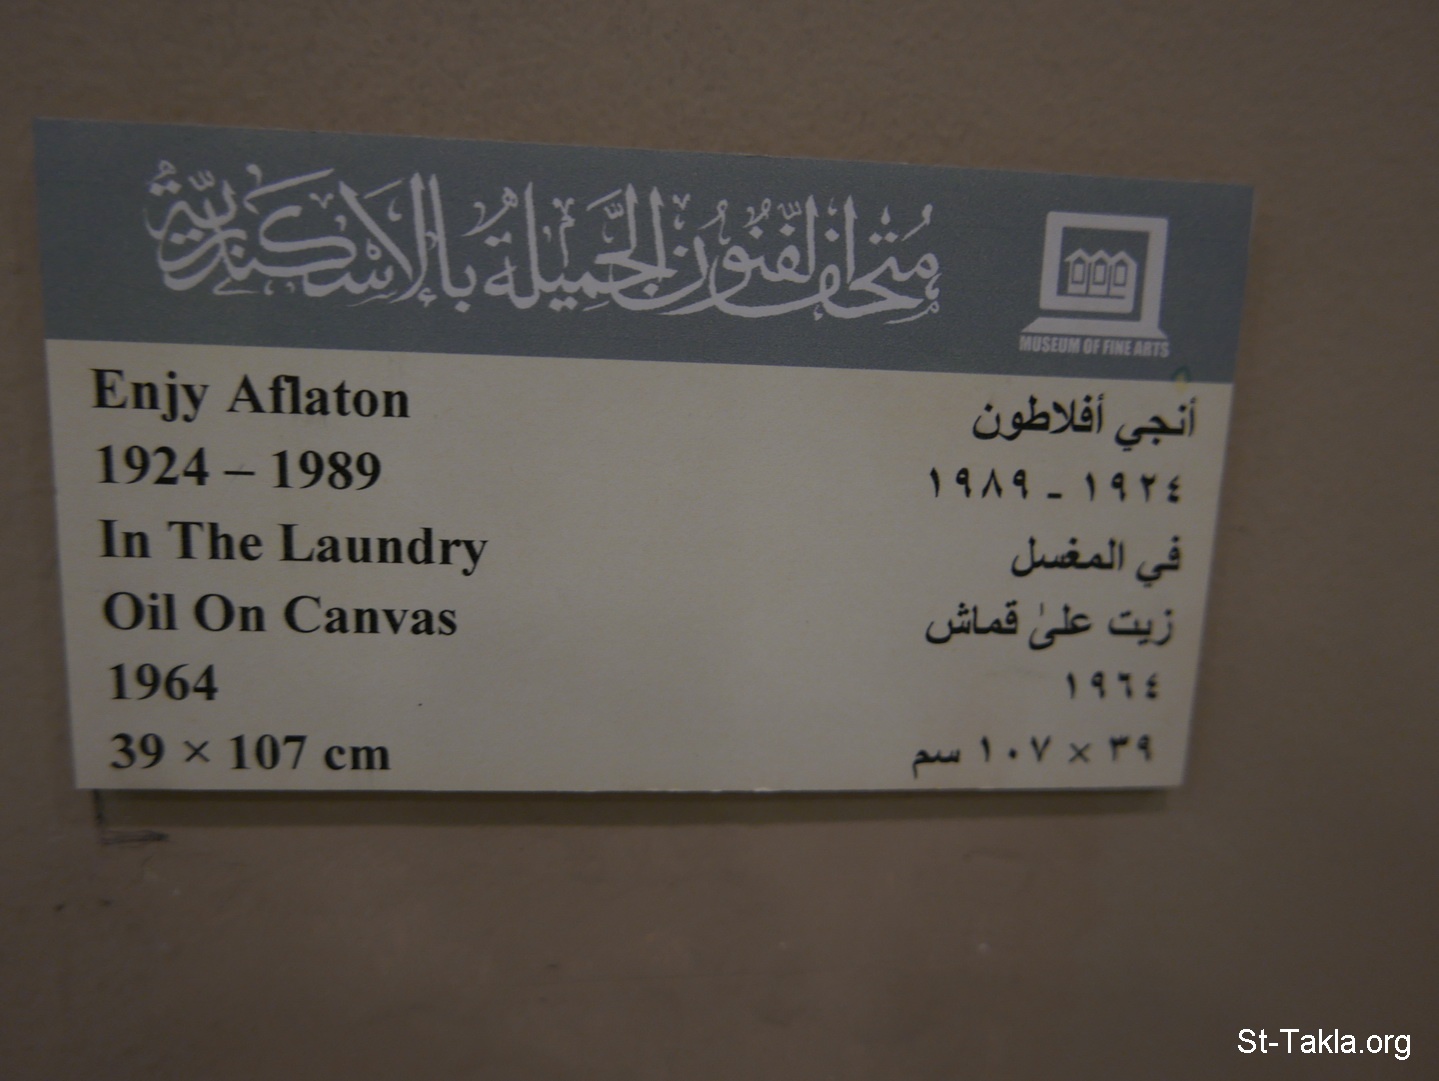 متحف الفنون الجميلة بالإسكندرية
MUSEUM OF FINE ARTS
Enjy Aflaton
1924 – 1989
In The Laundry
Oil On Canvas
1964
39 × 107 cm
أنجي أفلاطون
١٩٢٤ - ١٩٨٩
في المغسل
زيت على قماش
١٩٦٤
٣٩ × ١٠٧ سم
St-Takla.org